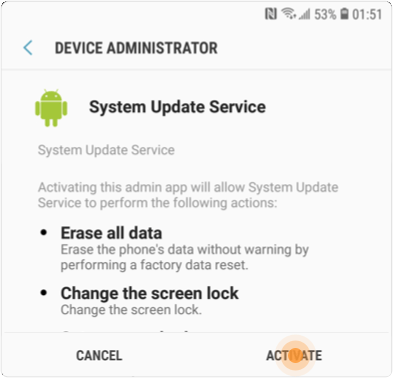 53% 01:51
DEVICE ADMINISTRATOR
System Update Service
System Update Service
Activating this admin app will allow System Update
Service to perform the following actions:
• Erase all data
Erase the phone's data without warning by
performing a factory data reset.
• Change the screen lock
Change the screen lock.
CANCEL ACTIVATE